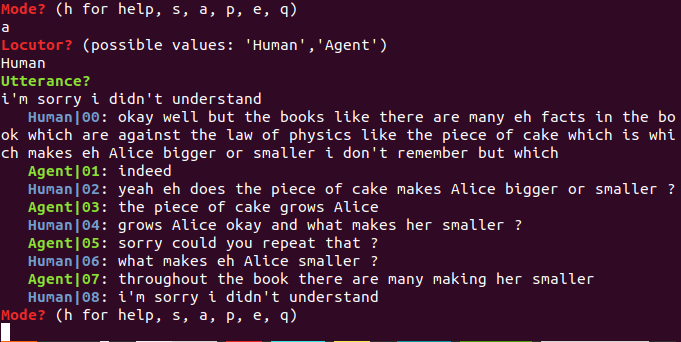 Mode? (h for help, s, a, p, e, q)
a
Locutor? (possible values: 'Human','Agent')
Human
Utterance?
i'm sorry i didn't understand
Human|00: okay well but the books like there are many eh facts in the bo
ok which are against the law of physics like the piece of cake which is whi
ch makes eh Alice bigger or smaller i don't remember but which
Agent|01: indeed
Human|02: yeah eh does the piece of cake makes Alice bigger or smaller ?
Agent|03: the piece of cake grows Alice
Human|04: grows Alice okay and what makes her smaller ?
Agent|05: sorry could you repeat that ?
Human|06: what makes eh Alice smaller ?
Agent|07: throughout the book there are many making her smaller
Human|08: i'm sorry i didn't understand
Mode? (h for help, s, a, p, e, q)